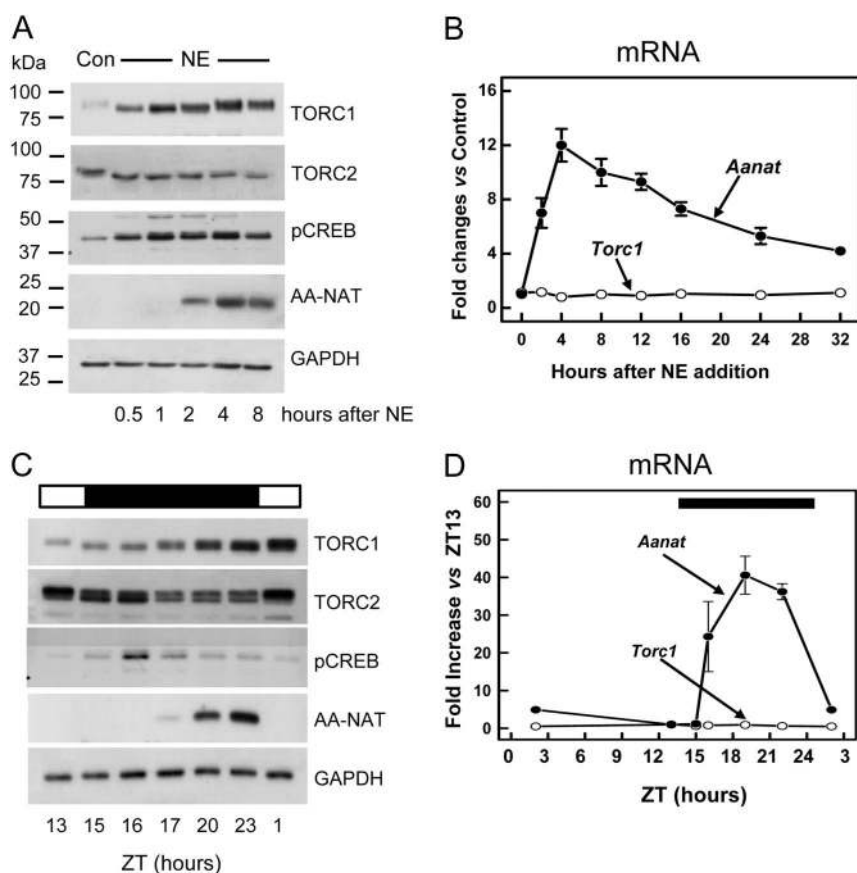 A
Con NE
kDa
100
75
TORC1
100
75
TORC2
50
37
pCREB
25
20
AA-NAT
37
25
GAPDH
0.5 1 2 4 8 hours after NE
B
mRNA
Fold changes vs Control
12
8
4
0
Aanat
Torc1
0 4 8 12 16 20 24 28 32
Hours after NE addition
C
TORC1
TORC2
pCREB
AA-NAT
GAPDH
13 15 16 17 20 23 1
ZT (hours)
D
mRNA
Fold Increase vs ZT13
60
50
40
30
20
10
0
Aanat
Torc1
0 3 6 9 12 15 18 21 24 3
ZT (hours)